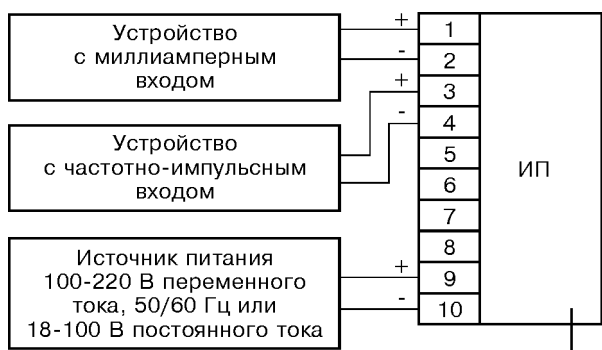 Устройство
с миллиамперным
входом
Устройство
с частотно-импульсным
входом
Источник питания
100-220 В переменного
тока, 50/60 Гц или
18-100 В постоянного тока
+
-
+
-
+
-
1
2
3
4
5
6
7
8
9
10
ИП